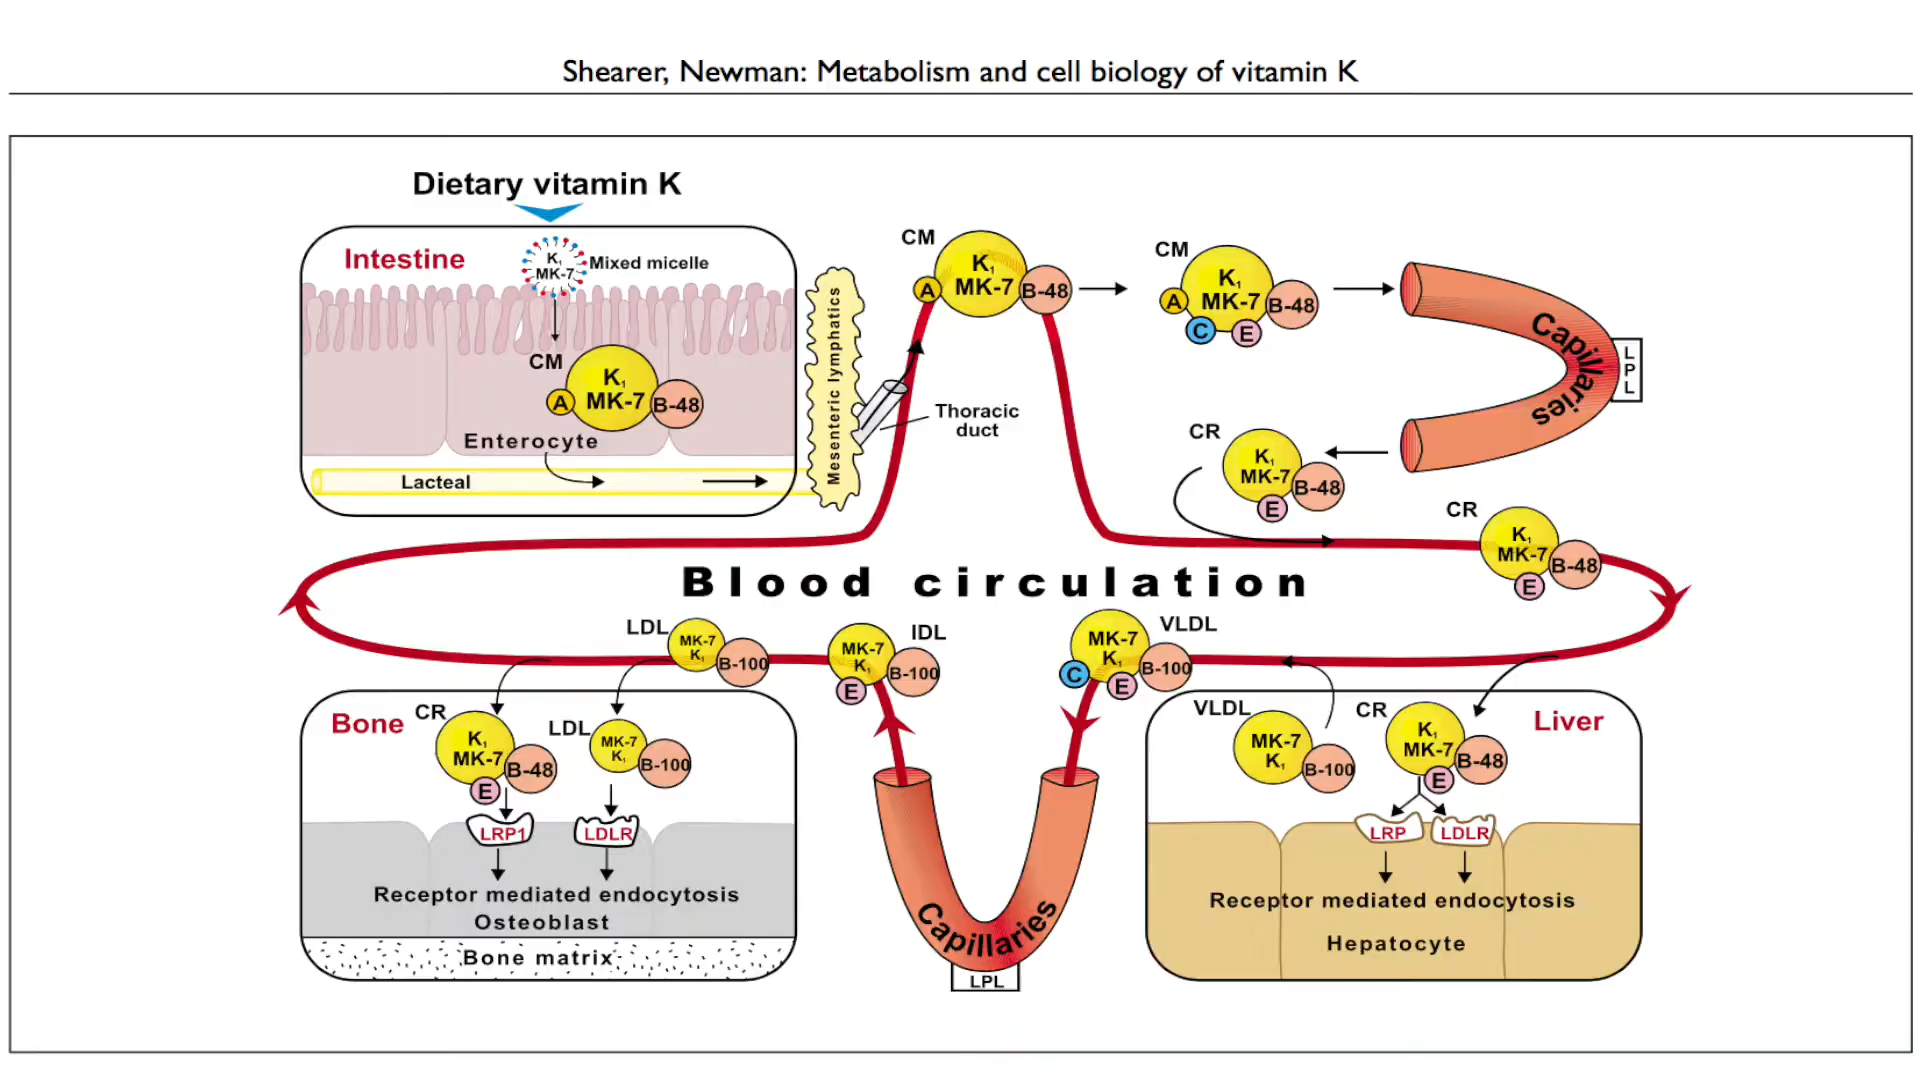 Shearer, Newman: Metabolism and cell biology of vitamin K
Dietary vitamin K
Intestine
K₁
MK-7
Mixed micelle
CM
K₁
MK-7
A
B-48
Enterocyte
Lacteal
Mesenteric lymphatics
Thoracic
duct
CM
K₁
MK-7
A
B-48
CM
K₁
MK-7
A
B-48
C
E
Capillaries
LPL
CR
K₁
MK-7
B-48
E
CR
K₁
MK-7
B-48
E
Blood circulation
LDL
MK-7
K₁
B-100
IDL
MK-7
K₁
B-100
E
VLDL
MK-7
K₁
B-100
C
E
Bone
CR
K₁
MK-7
B-48
E
LDL
MK-7
K₁
B-100
LRP1
LDLR
Receptor mediated endocytosis
Osteoblast
Bone matrix
Capillaries
LPL
Liver
VLDL
MK-7
K₁
B-100
CR
K₁
MK-7
B-48
E
LRP
LDLR
Receptor mediated endocytosis
Hepatocyte